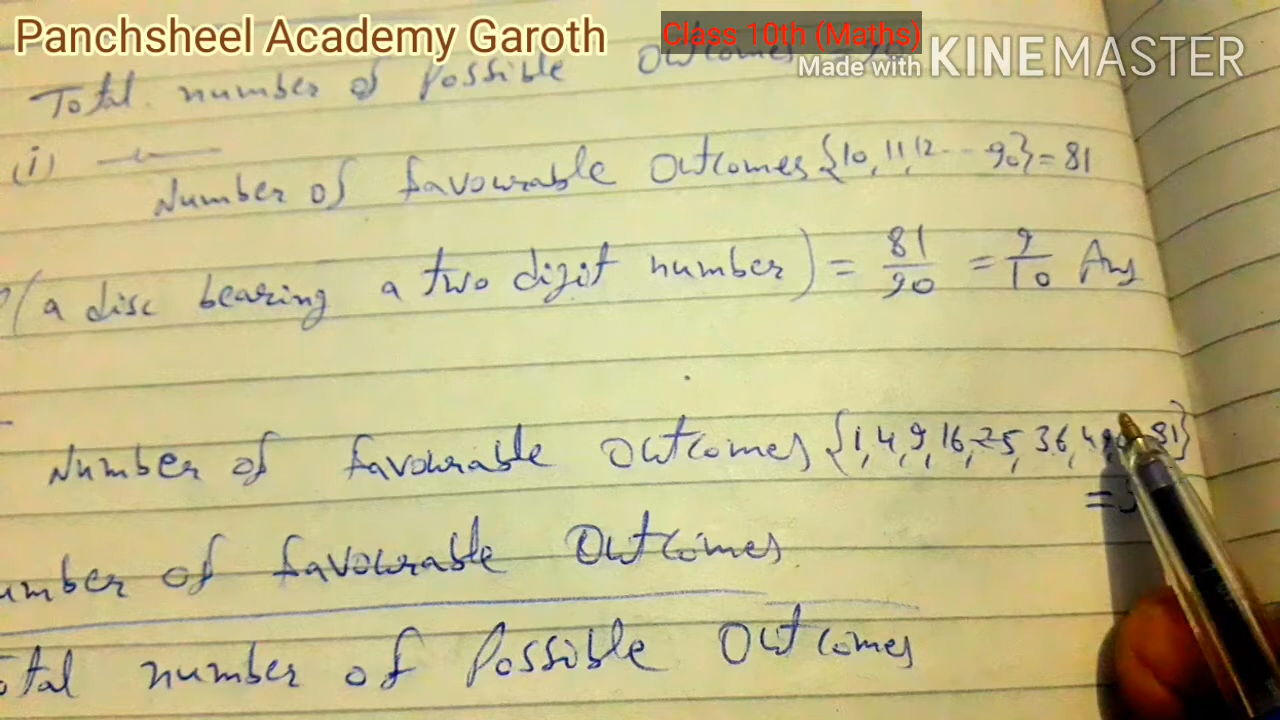 Panchsheel Academy Garoth
Class 10th (Maths)
Made with KINEMASTER
Total number of Possible Outcomes =
(i)
Number of favourable Outcomes {10, 11, 12 -- 90} = 81
P(a disc bearing a two digit number) = 81/90 = 9/10 Ans
Number of favourable Outcomes {1, 4, 9, 16, 25, 36, 81}
=
Number of favourable Outcomes
Total number of Possible Outcomes